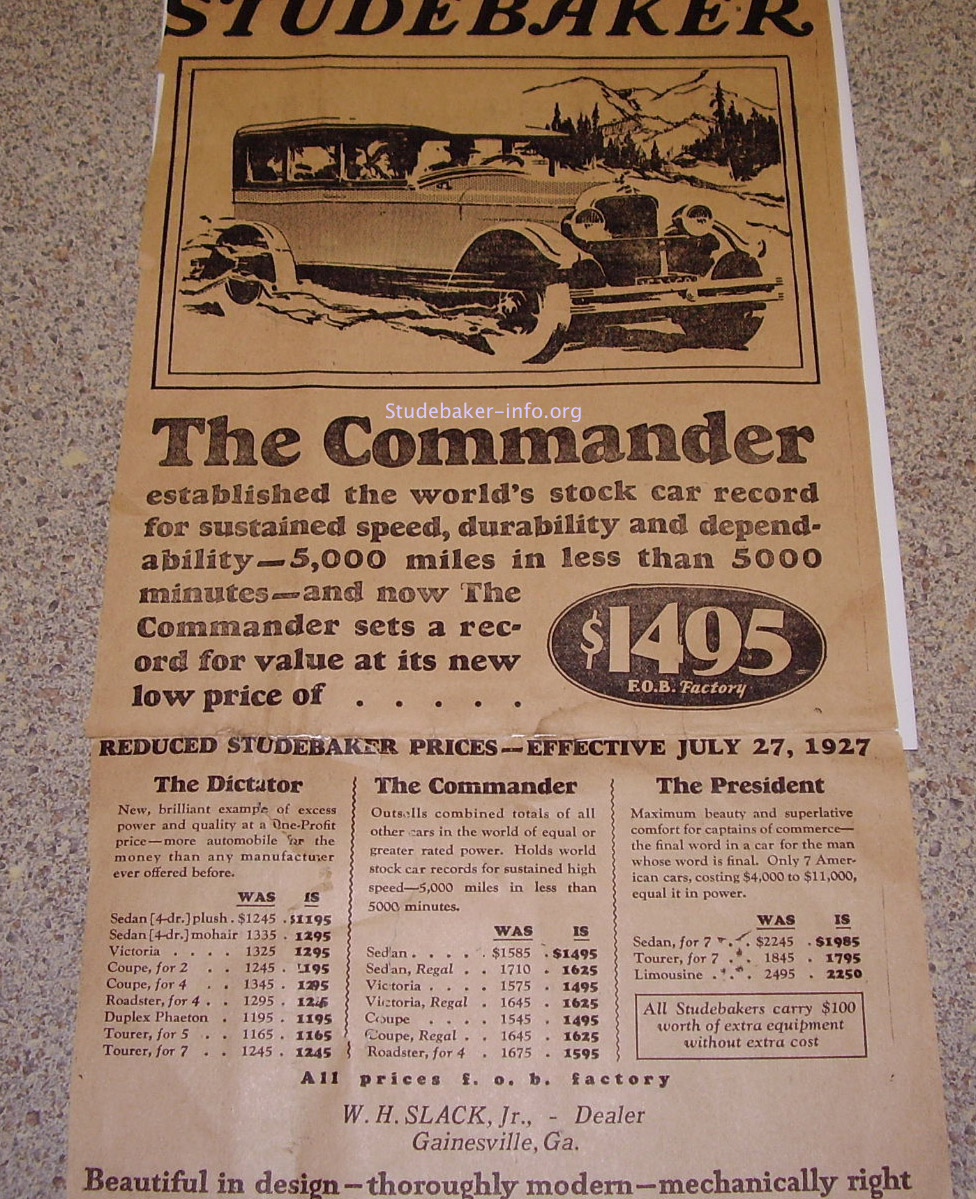 STUDEBAKER
Studebaker-info.org
The Commander
established the world's stock car record
for sustained speed, durability and depend-
ability—5,000 miles in less than 5000
minutes—and now The
Commander sets a rec-
ord for value at its new
low price of . . . . .
$1495
F.O.B. Factory
REDUCED STUDEBAKER PRICES—EFFECTIVE JULY 27, 1927
The Dictator
New, brilliant example of excess
power and quality at a One-Profit
price—more automobile for the
money than any manufacturer
ever offered before.
WAS IS
Sedan [4-dr.] plush . $1245 . $1195
Sedan [4-dr.] mohair 1335 . 1295
Victoria . . . . 1325 . 1295
Coupe, for 2 . . 1245 . 1195
Coupe, for 4 . . 1345 . 1295
Roadster, for 4 . . 1295 .
Duplex Phaeton . 1195 . 1195
Tourer, for 5 . . 1165 . 1165
Tourer, for 7 . . 1245 . 1245
The Commander
Outsells combined totals of all
other cars in the world of equal or
greater rated power. Holds world
stock car records for sustained high
speed—5,000 miles in less than
5000 minutes.
WAS IS
Sedan . . . . . $1585 . $1495
Sedan, Regal . . 1710 . 1625
Victoria . . . . 1575 . 1495
Victoria, Regal . 1645 . 1625
Coupe . . . . 1545 . 1495
Coupe, Regal . . 1645 . 1625
Roadster, for 4 . 1675 . 1595
The President
Maximum beauty and superlative
comfort for captains of commerce—
the final word in a car for the man
whose word is final. Only 7 Amer-
ican cars, costing $4,000 to $11,000,
equal it in power.
WAS IS
Sedan, for 7 . . . $2245 . $1985
Tourer, for 7 . . 1845 . 1795
Limousine . . . 2495 . 2250
All Studebakers carry $100
worth of extra equipment
without extra cost
All prices f. o. b. factory
W. H. SLACK, Jr., - Dealer
Gainesville, Ga.
Beautiful in design—thoroughly modern—mechanically right